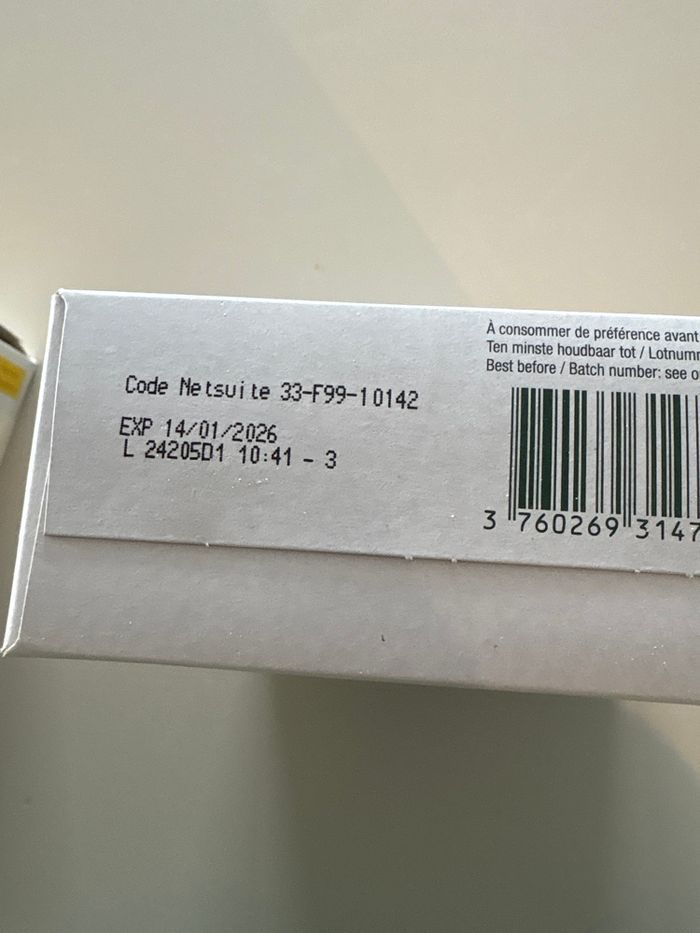 À consommer de préférence avant
Ten minste houdbaar tot /
Best before / Batch number: see
Code Netsuite 33-F99-10142
EXP 14/01/2026
L 24205D1 10:41 - 3
3 760269 3147